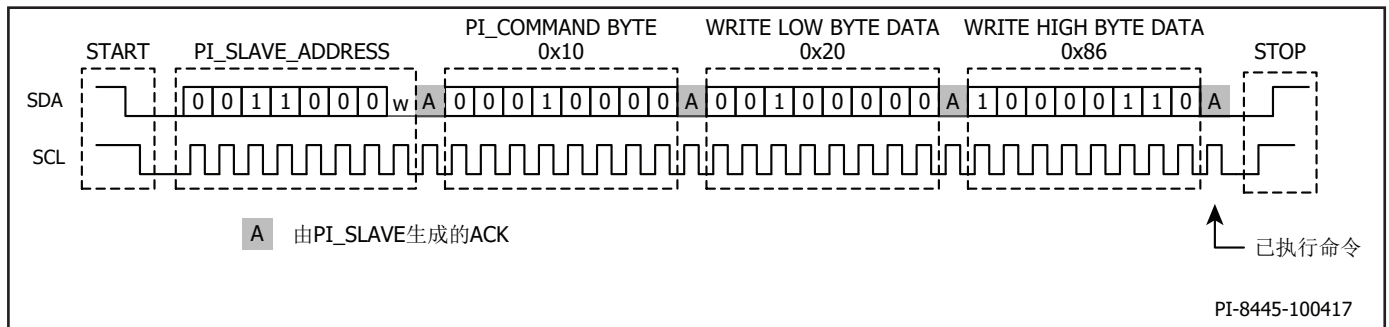 START PI_SLAVE_ADDRESS PI_COMMAND BYTE 0x10 WRITE LOW BYTE DATA 0x20 WRITE HIGH BYTE DATA 0x86 STOP
SDA 0 0 1 1 0 0 0 w A 0 0 0 1 0 0 0 0 A 0 0 1 0 0 0 0 0 A 1 0 0 0 0 1 1 0 A
SCL
A 由PI_SLAVE生成的ACK
已执行命令
PI-8445-100417